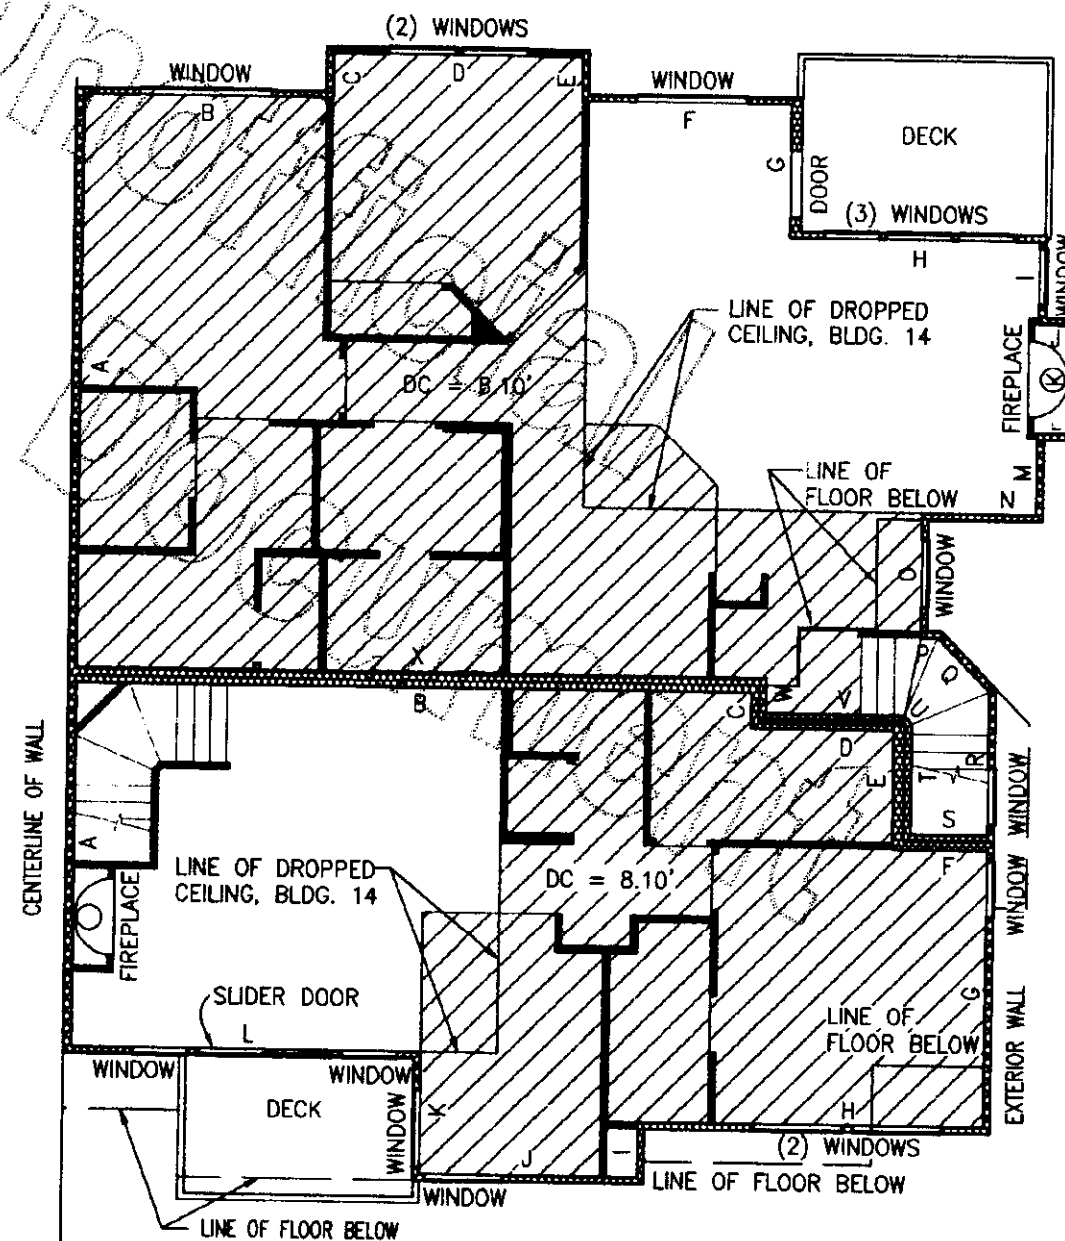 (2) WINDOWS
WINDOW
C
D
E
WINDOW
B
F
DECK
G
DOOR
(3) WINDOWS
H
I
WINDOW
LINE OF DROPPED
CEILING, BLDG. 14
FIREPLACE
K
A
DC = 8.10'
LINE OF
FLOOR BELOW
M
N
O
WINDOW
X
P
Q
B
W
V
U
C
D
E
T
R
S
WINDOW
CENTERLINE OF WALL
A
LINE OF DROPPED
CEILING, BLDG. 14
DC = 8.10'
F
WINDOW
FIREPLACE
SLIDER DOOR
L
G
LINE OF
FLOOR BELOW
EXTERIOR WALL
WINDOW
WINDOW
DECK
WINDOW
K
H
(2) WINDOWS
I
J
LINE OF FLOOR BELOW
WINDOW
LINE OF FLOOR BELOW